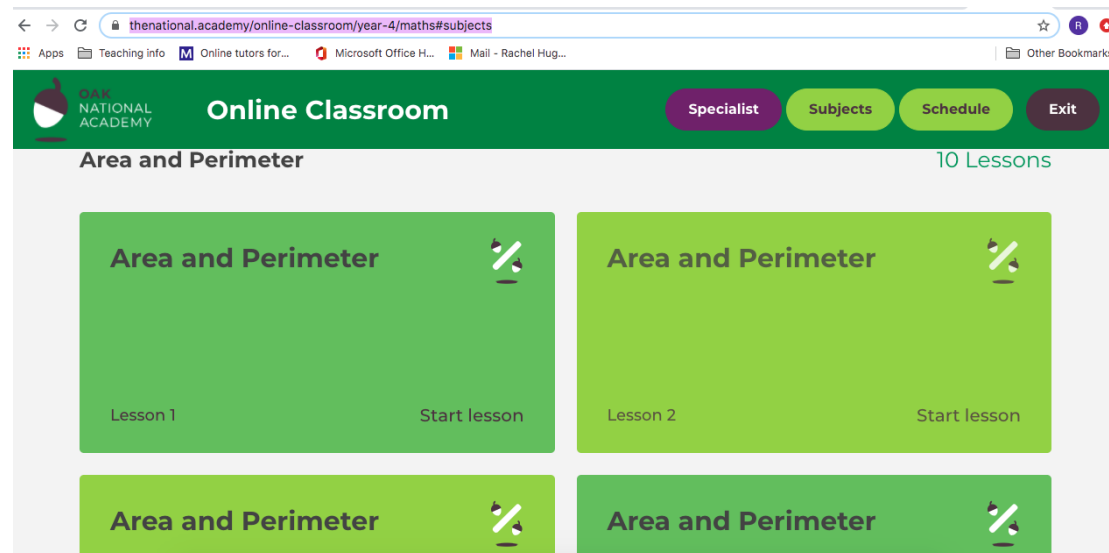 thenational.academy/online-classroom/year-4/maths#subjects
R
Apps Teaching info M Online tutors for... Microsoft Office H... Mail - Rachel Hug... Other Bookmarks
OAK
NATIONAL
ACADEMY
Online Classroom
Specialist Subjects Schedule Exit
Area and Perimeter 10 Lessons
Area and Perimeter Area and Perimeter
Lesson 1 Start lesson Lesson 2 Start lesson
Area and Perimeter Area and Perimeter